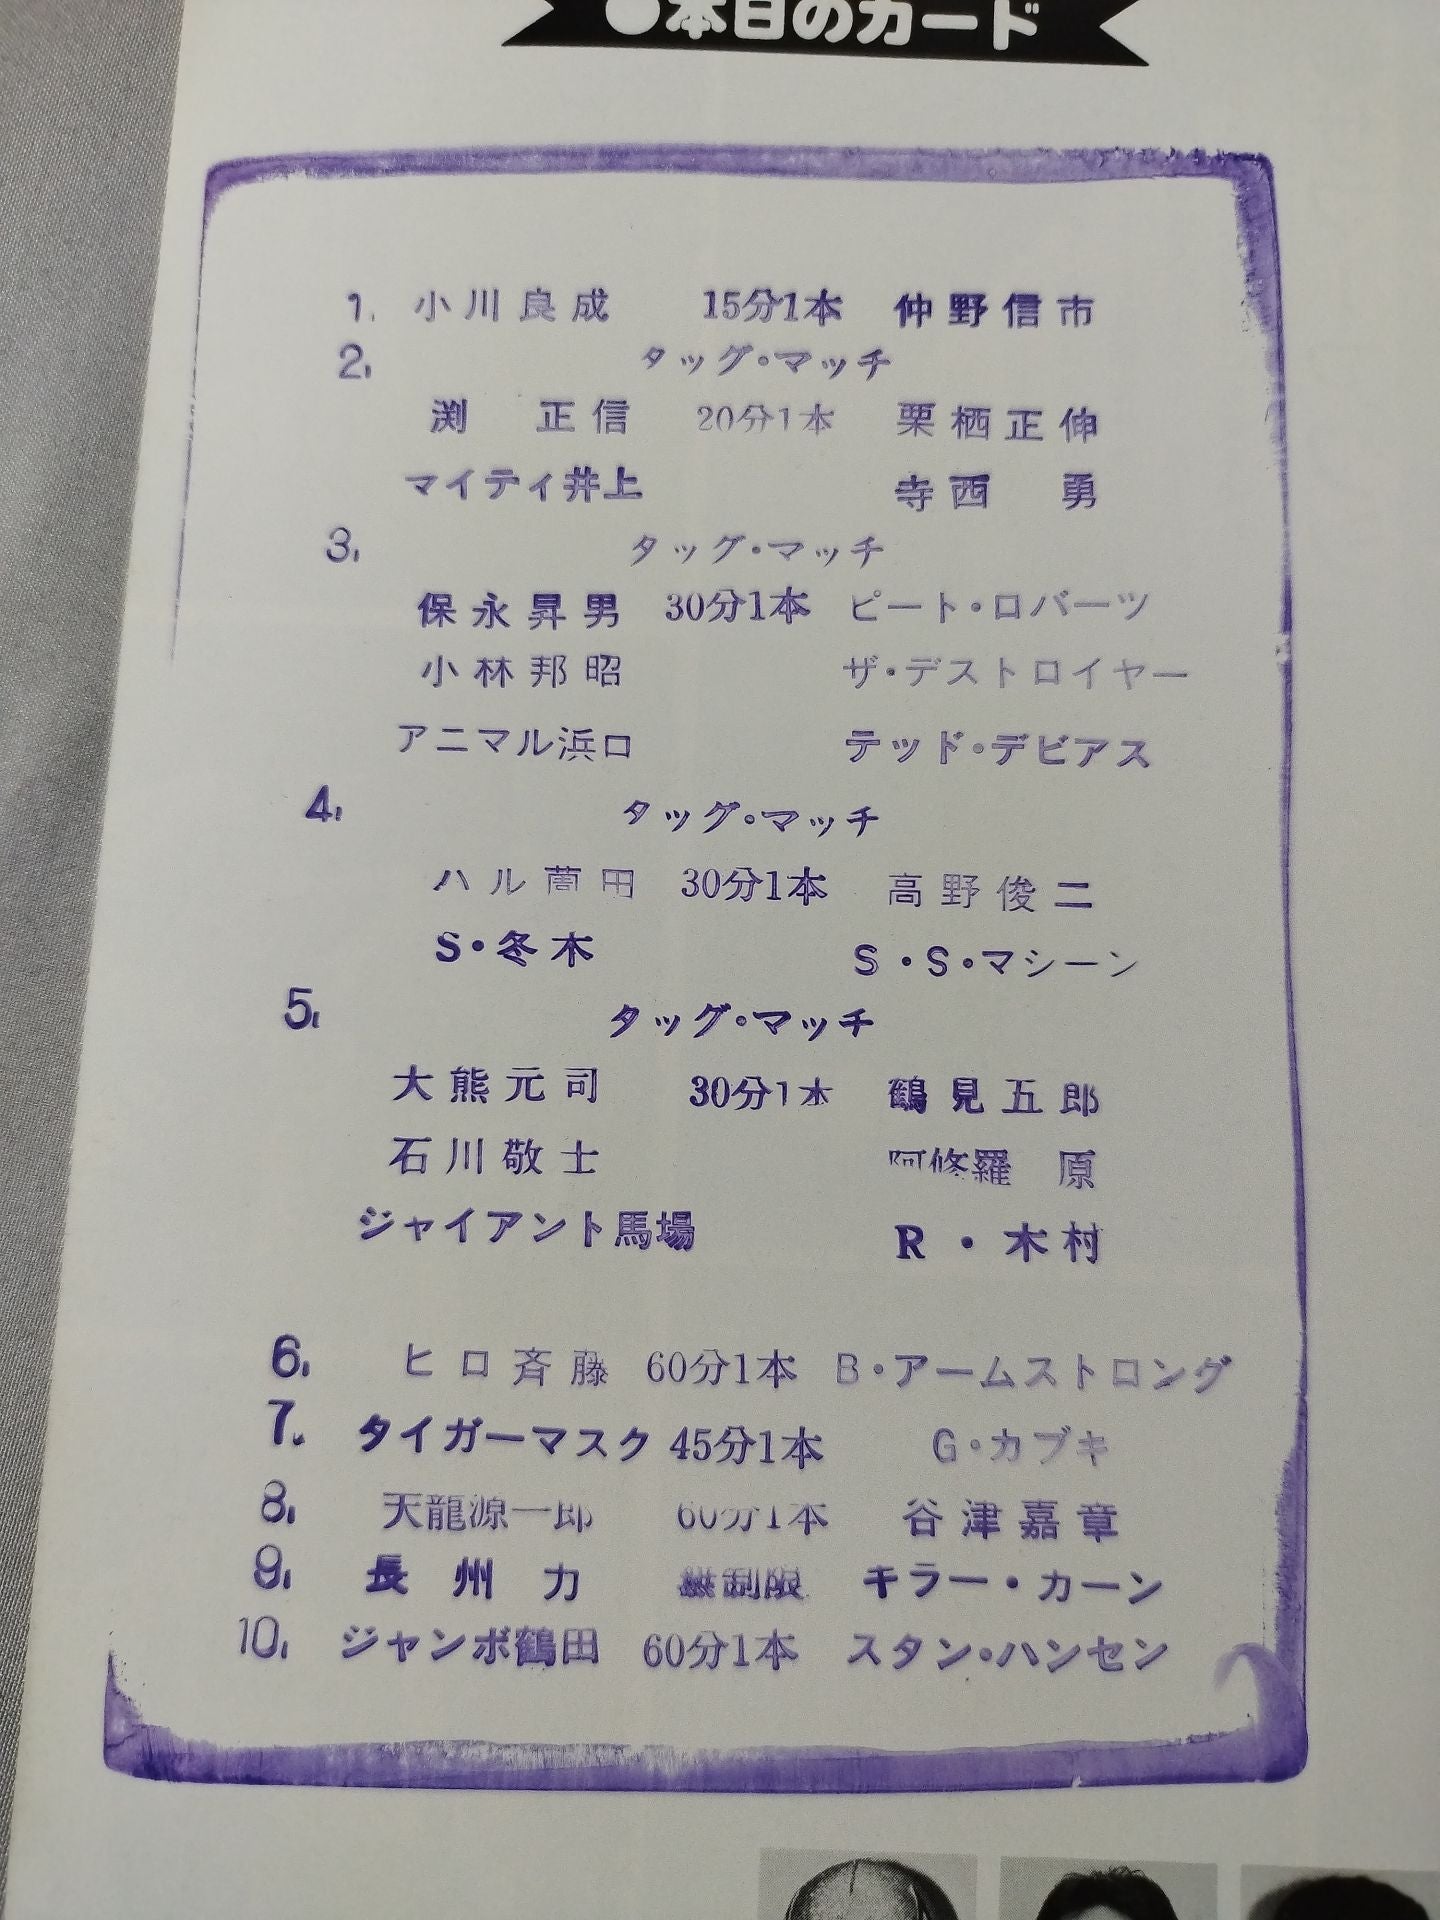 ●本日のカード
1. 小川良成 15分1本 仲野信市
2. タッグ・マッチ
渕 正信 20分1本 栗栖正伸
マイティ井上 寺西 勇
3. タッグ・マッチ
保永昇男 30分1本 ピート・ロバーツ
小林邦昭 ザ・デストロイヤー
アニマル浜口 テッド・デビアス
4. タッグ・マッチ
ハル薗田 30分1本 高野俊二
S・冬木 S・S・マシーン
5. タッグ・マッチ
大熊元司 30分1本 鶴見五郎
石川敬士 阿修羅 原
ジャイアント馬場 R・木村
6. ヒロ斉藤 60分1本 B・アームストロング
7. タイガーマスク 45分1本 G・カブキ
8. 天龍源一郎 60分1本 谷津嘉章
9. 長州力 無制限 キラー・カーン
10. ジャンボ鶴田 60分1本 スタン・ハンセン